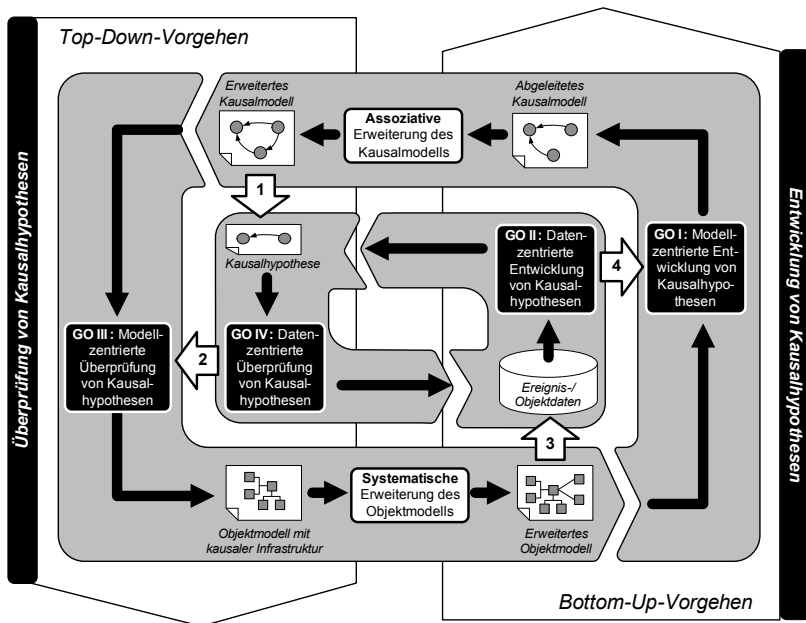 Top-Down-Vorgehen
Überprüfung von Kausalhypothesen
Entwicklung von Kausalhypothesen
Erweitertes
Kausalmodell
Assoziative
Erweiterung des
Kausalmodells
Abgeleitetes
Kausalmodell
1
Kausalhypothese
GO II: Daten-
zentrierte
Entwicklung
von Kausal-
hypothesen
4
GO I: Modell-
zentrierte Ent-
wicklung von
Kausalhypo-
thesen
GO III: Modell-
zentrierte
Überprüfung
von Kausal-
hypothesen
2
GO IV: Daten-
zentrierte
Überprüfung
von Kausal-
hypothesen
Ereignis-/
Objektdaten
3
Objektmodell mit
kausaler Infrastruktur
Systematische
Erweiterung des
Objektmodells
Erweitertes
Objektmodell
Bottom-Up-Vorgehen